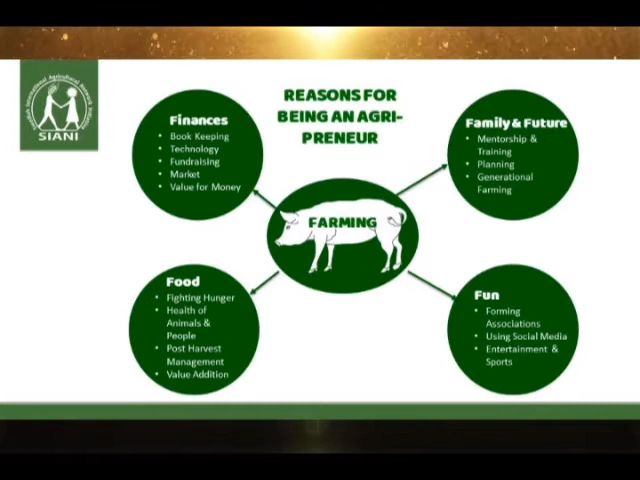 REASONS FOR
BEING AN AGRI-
PRENEUR
SIANI
Finances
• Book Keeping
• Technology
• Fundraising
• Market
• Value for Money
Family & Future
• Mentorship &
Training
• Planning
• Generational
Farming
FARMING
Food
• Fighting Hunger
• Health of
Animals &
People
• Post Harvest
Management
• Value Addition
Fun
• Forming
Associations
• Using Social Media
• Entertainment &
Sports